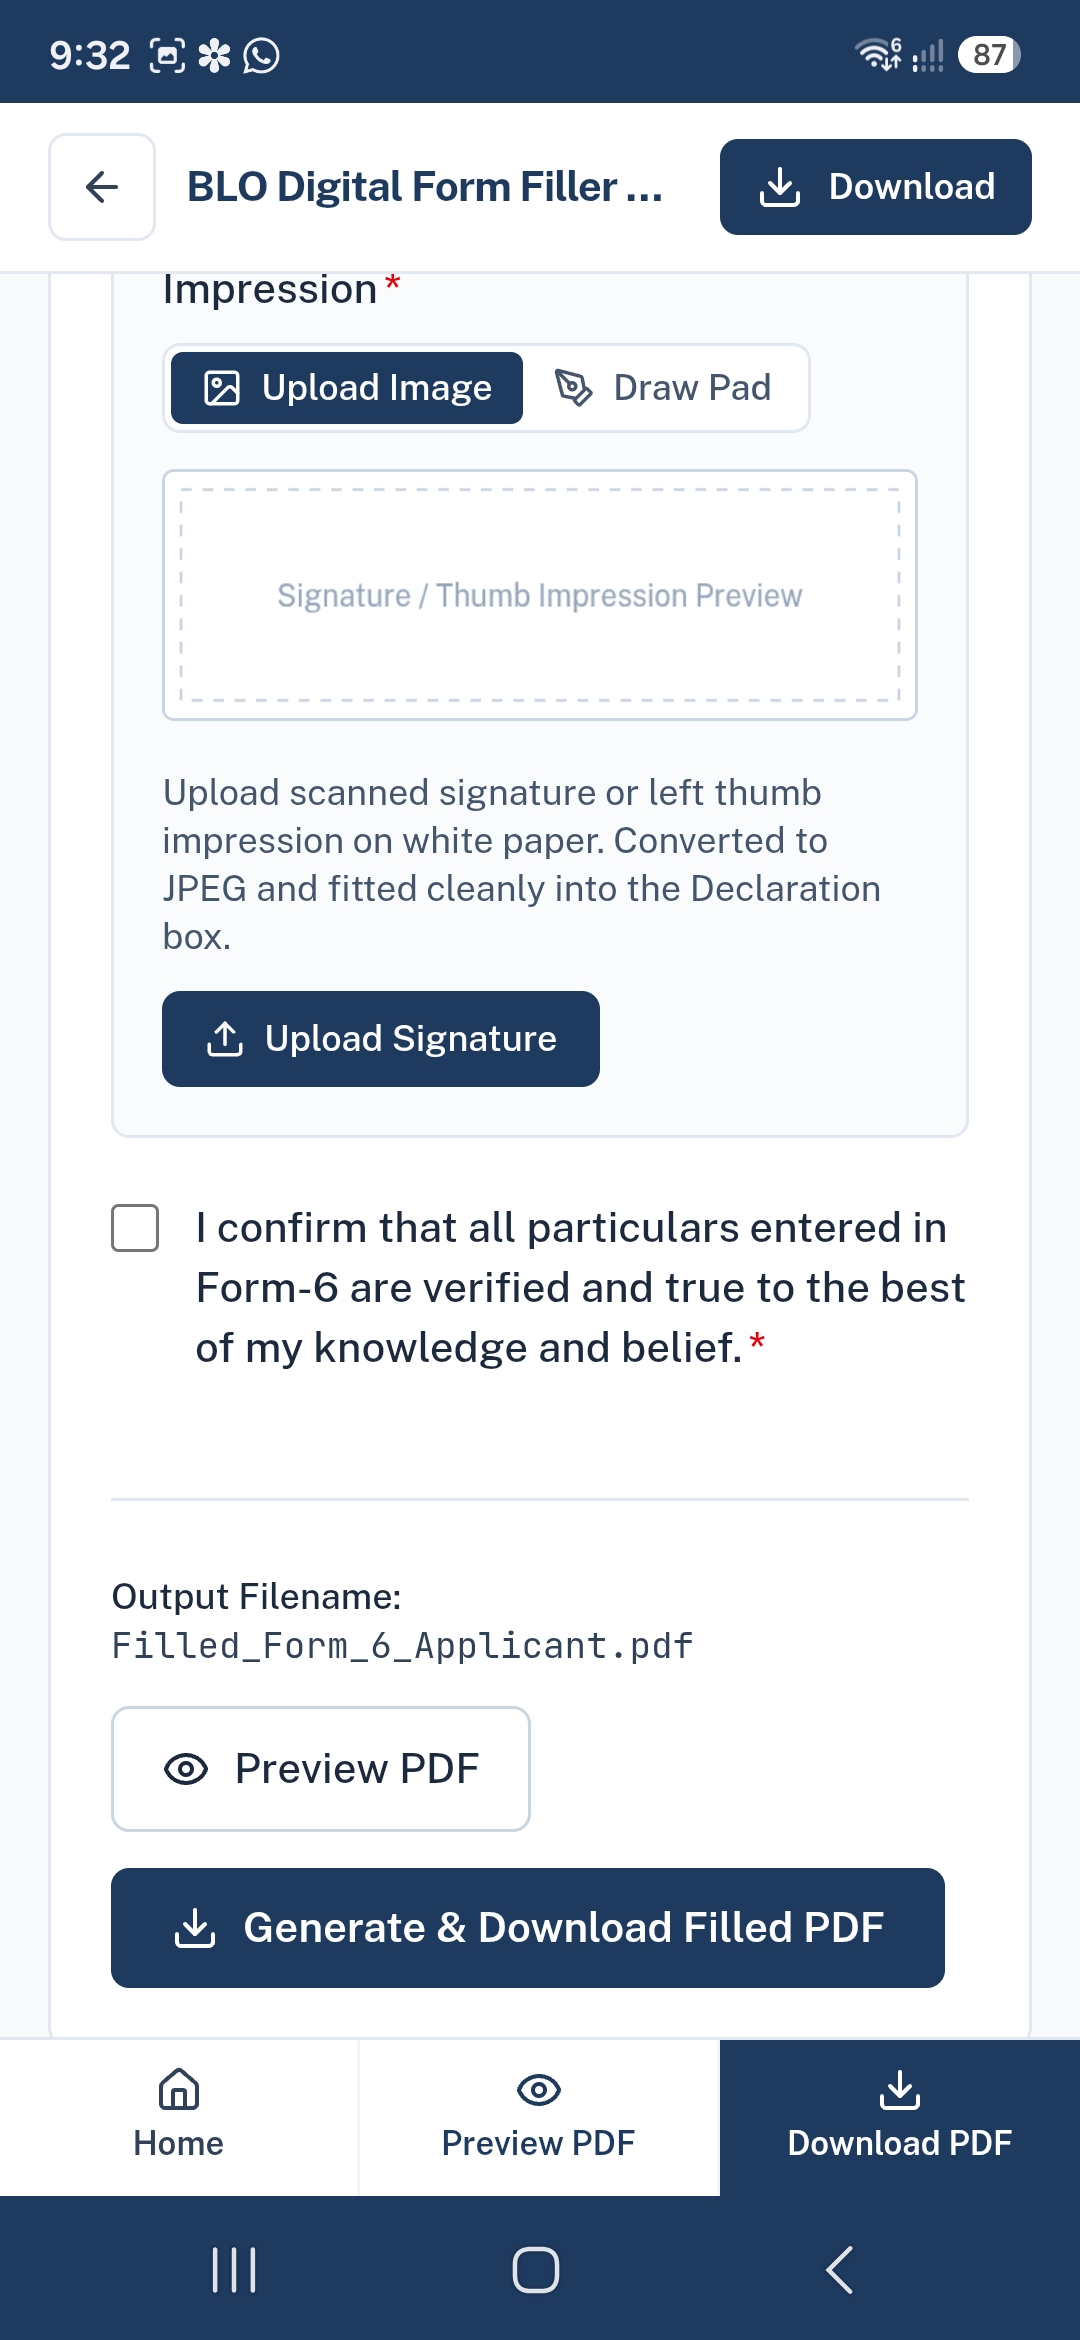 9:32
6
87
BLO Digital Form Filler ...
Download
Impression *
Upload Image
Draw Pad
Signature / Thumb Impression Preview
Upload scanned signature or left thumb
impression on white paper. Converted to
JPEG and fitted cleanly into the Declaration
box.
Upload Signature
I confirm that all particulars entered in
Form-6 are verified and true to the best
of my knowledge and belief. *
Output Filename:
Filled_Form_6_Applicant.pdf
Preview PDF
Generate & Download Filled PDF
Home
Preview PDF
Download PDF